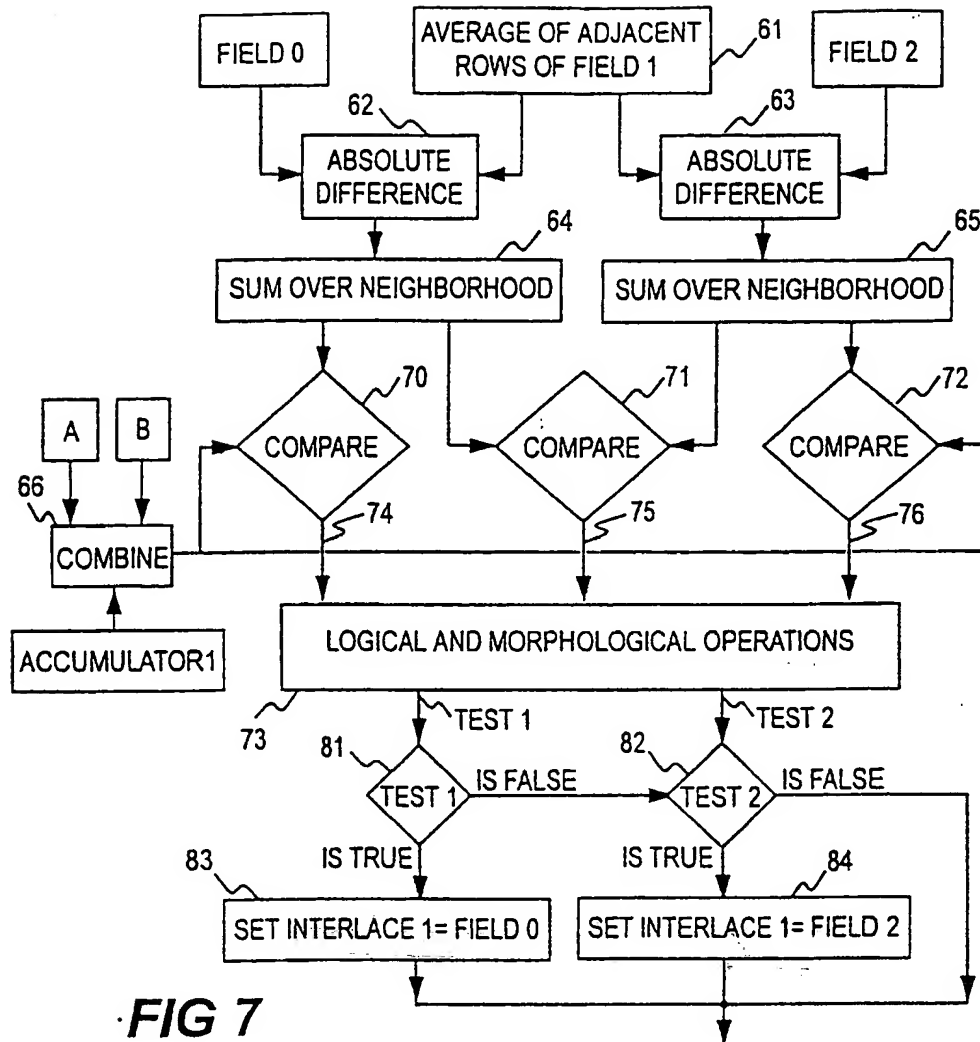 FIELD 0
AVERAGE OF ADJACENT
ROWS OF FIELD 1
61
FIELD 2
62
63
ABSOLUTE
DIFFERENCE
ABSOLUTE
DIFFERENCE
64
65
SUM OVER NEIGHBORHOOD
SUM OVER NEIGHBORHOOD
70
71
72
A
B
COMPARE
COMPARE
COMPARE
66
74
75
76
COMBINE
ACCUMULATOR1
LOGICAL AND MORPHOLOGICAL OPERATIONS
73
TEST 1
TEST 2
81
82
TEST 1
IS FALSE
TEST 2
IS FALSE
IS TRUE
IS TRUE
83
84
SET INTERLACE 1= FIELD 0
SET INTERLACE 1= FIELD 2
FIG 7